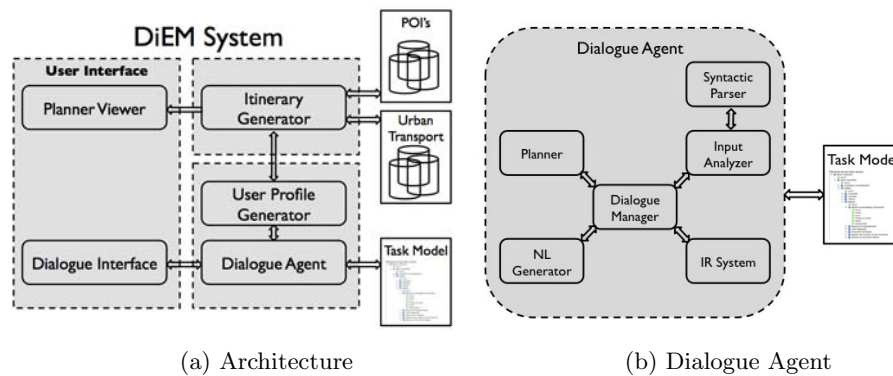 DiEM System
User Interface
Planner Viewer
Dialogue Interface
Itinerary
Generator
User Profile
Generator
Dialogue Agent
POI's
Urban
Transport
Task Model
(a) Architecture
Dialogue Agent
Syntactic
Parser
Planner
Input
Analyzer
Dialogue
Manager
NL
Generator
IR System
Task Mode
(b) Dialogue Agent